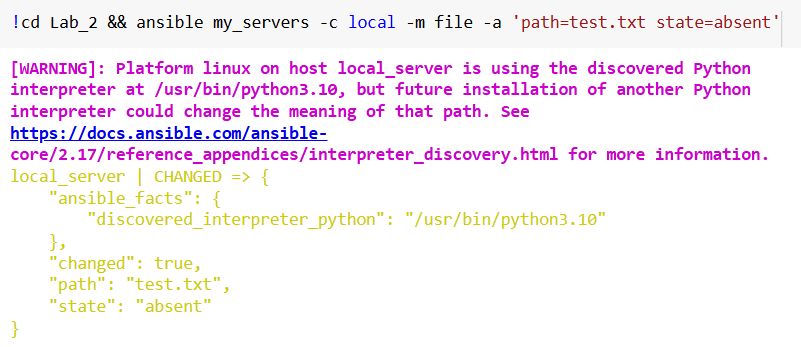 !cd Lab_2 && ansible my_servers -c local -m file -a 'path=test.txt state=absent'
[WARNING]: Platform linux on host local_server is using the discovered Python
interpreter at /usr/bin/python3.10, but future installation of another Python
interpreter could change the meaning of that path. See
https://docs.ansible.com/ansible-
core/2.17/reference_appendices/interpreter_discovery.html for more information.
local_server | CHANGED => {
    "ansible_facts": {
        "discovered_interpreter_python": "/usr/bin/python3.10"
    },
    "changed": true,
    "path": "test.txt",
    "state": "absent"
}